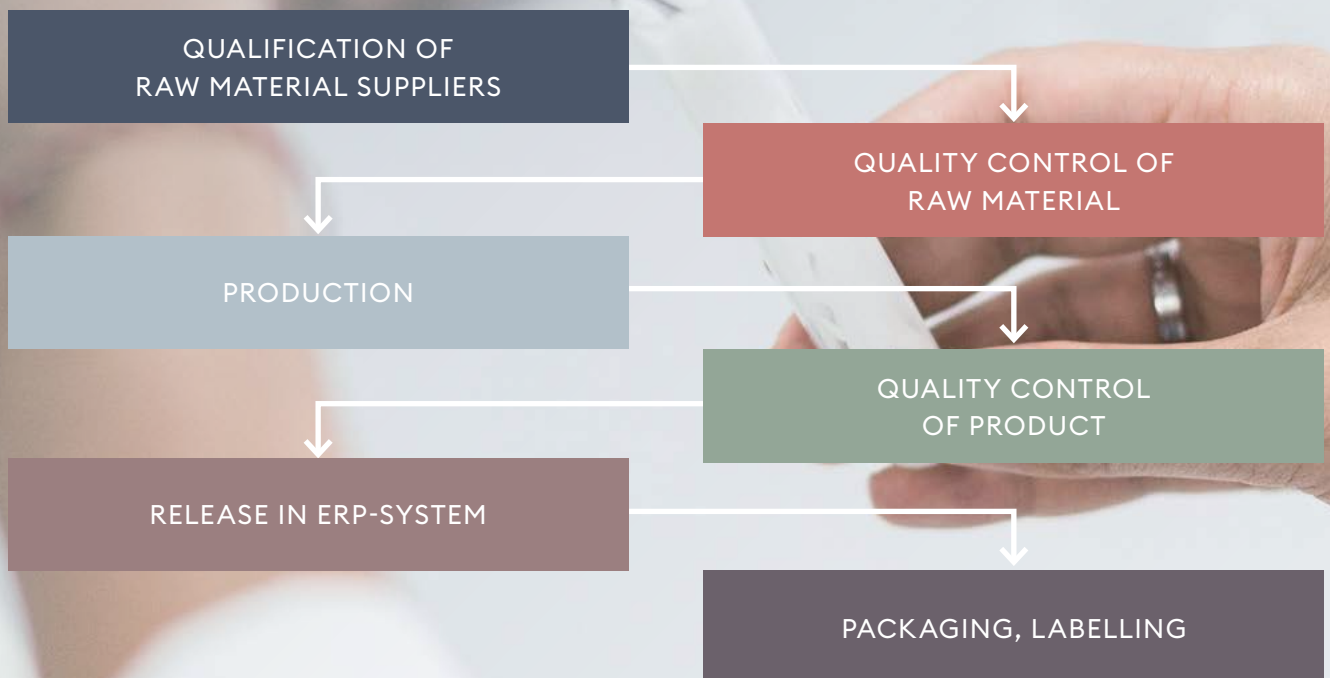 QUALIFICATION OF
RAW MATERIAL SUPPLIERS
QUALITY CONTROL OF
RAW MATERIAL
PRODUCTION
QUALITY CONTROL
OF PRODUCT
RELEASE IN ERP-SYSTEM
PACKAGING, LABELLING